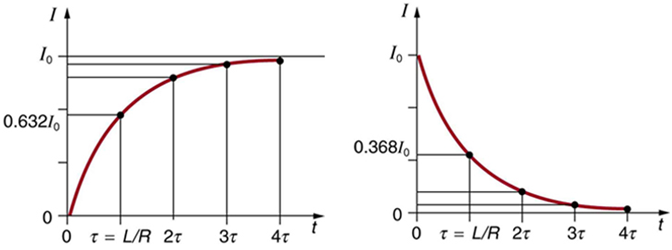 I
I₀
0.632I₀
0
0 τ = L/R 2τ 3τ 4τ t
I
I₀
0.368I₀
0
0 τ = L/R 2τ 3τ 4τ t